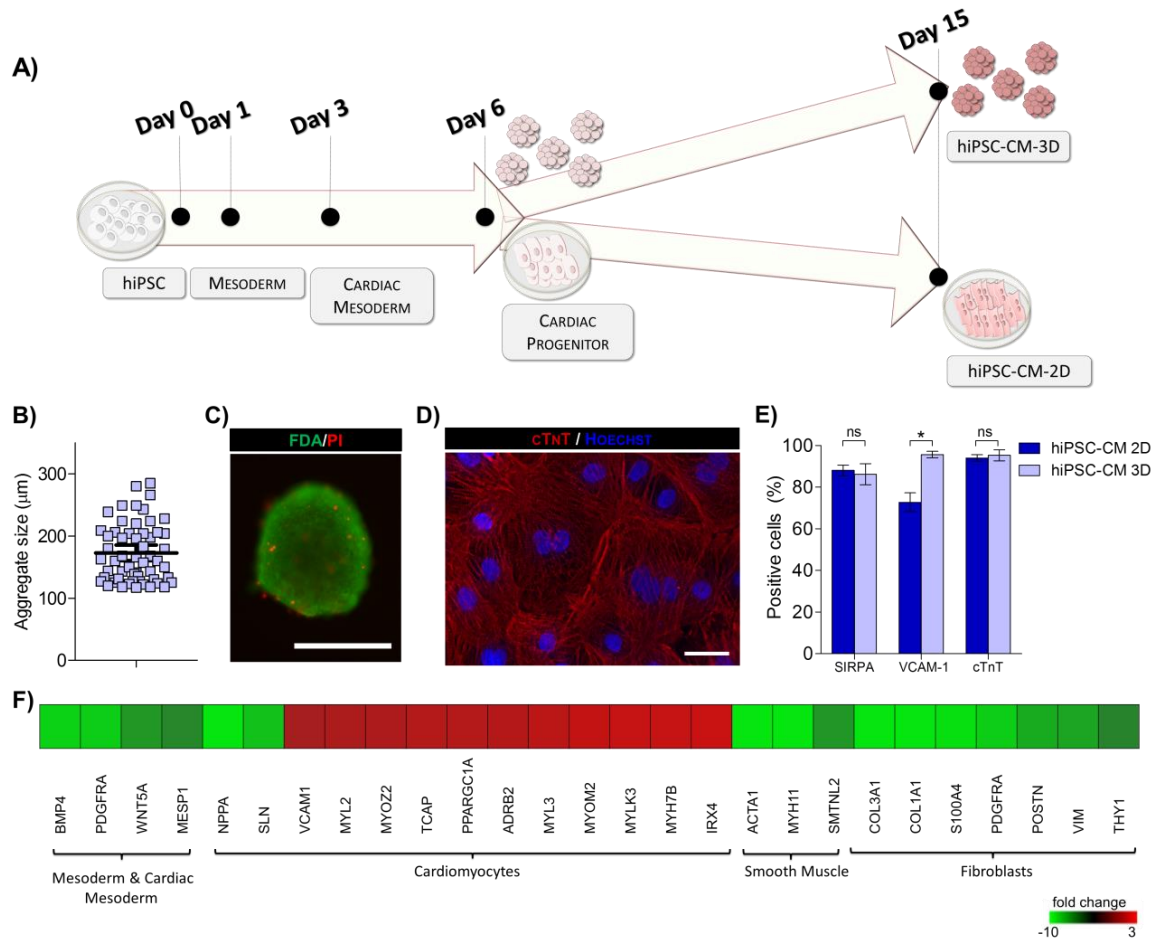 A)
Day 0
Day 1
Day 3
Day 6
Day 15
hiPSC
MESODERM
CARDIAC
MESODERM
CARDIAC
PROGENITOR
hiPSC-CM-3D
hiPSC-CM-2D
B)
Aggregate size (µm)
300
200
100
0
C)
FDA/PI
D)
cTnT / HOECHST
E)
Positive cells (%)
100
80
60
40
20
0
ns
*
ns
SIRPA
VCAM-1
cTnT
hiPSC-CM 2D
hiPSC-CM 3D
F)
BMP4
PDGFRA
WNT5A
MESP1
NPPA
SLN
VCAM1
MYL2
MYOZ2
TCAP
PPARGC1A
ADRB2
MYL3
MYOM2
MYLK3
MYH7B
IRX4
ACTA1
MYH11
SMTNL2
COL3A1
COL1A1
S100A4
PDGFRA
POSTN
VIM
THY1
Mesoderm & Cardiac
Mesoderm
Cardiomyocytes
Smooth Muscle
Fibroblasts
fold change
-10 3